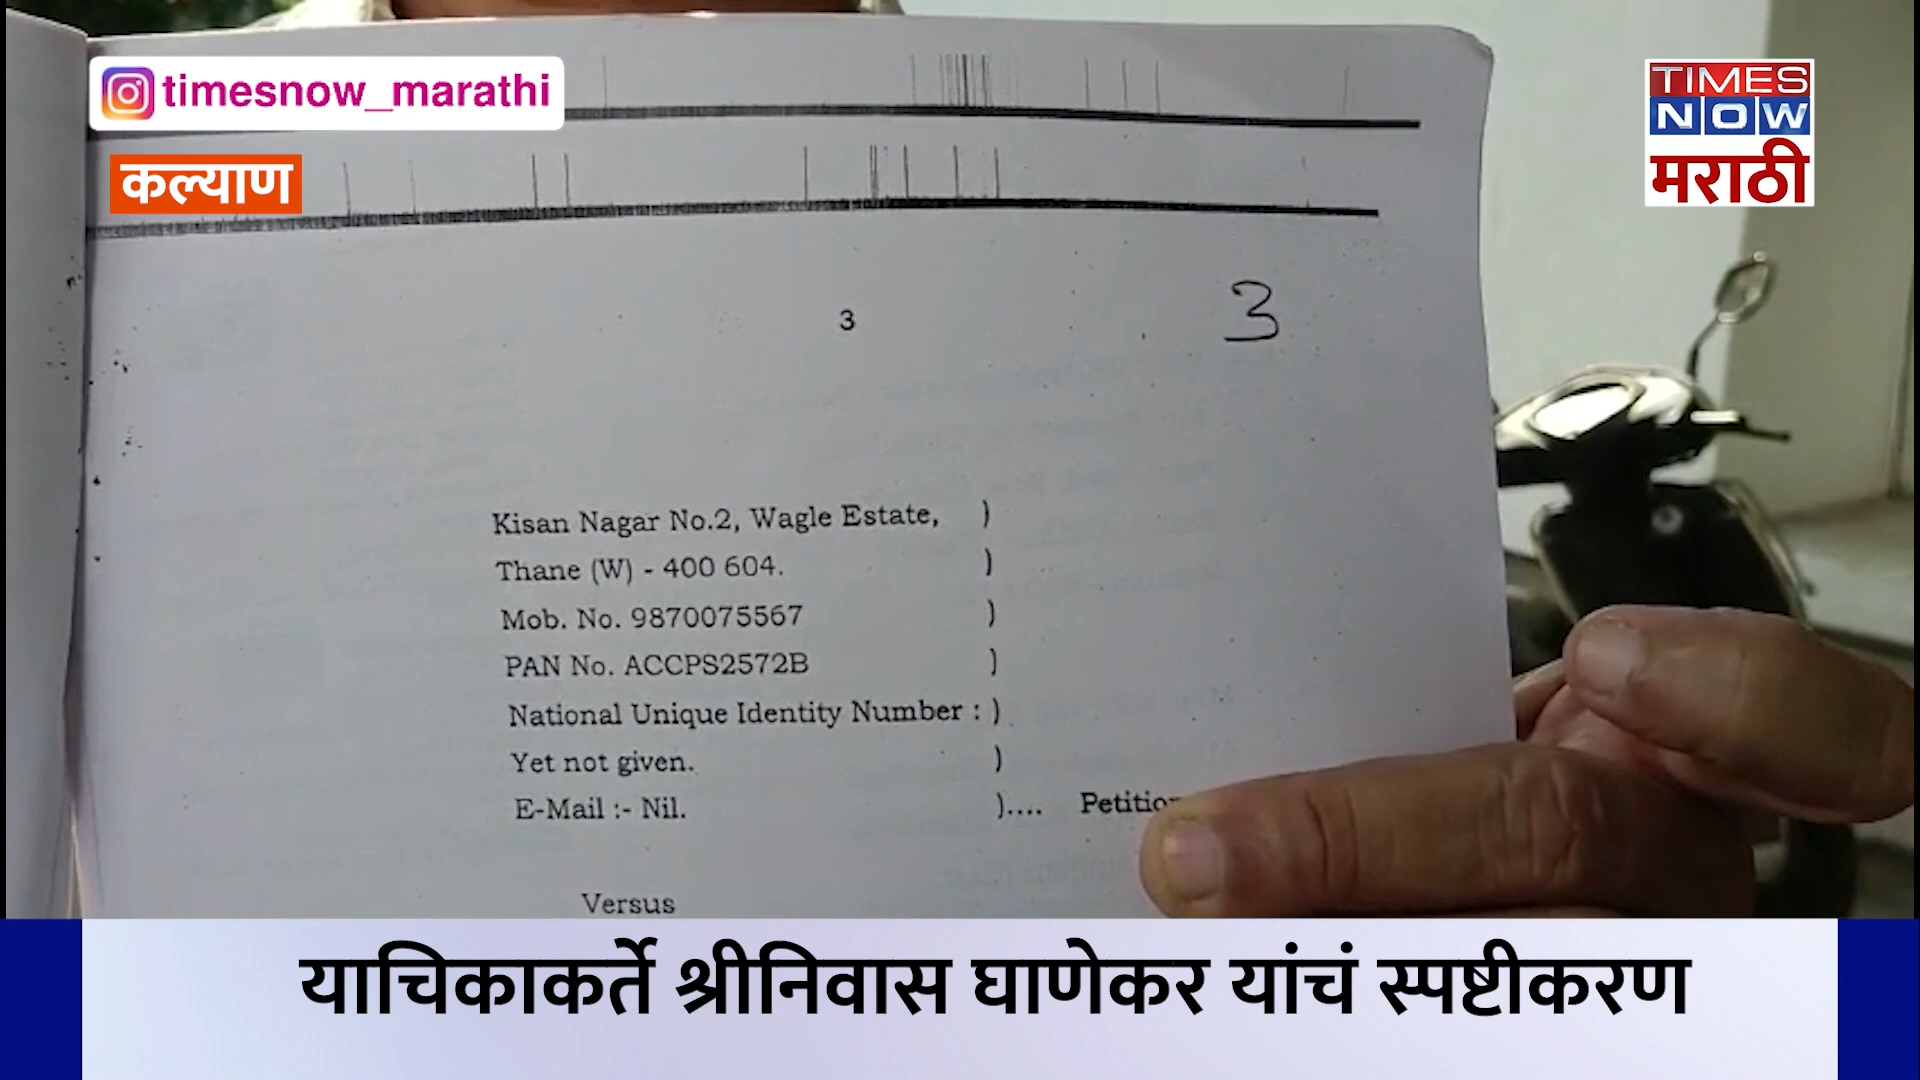 timesnow_marathi
TIMES
NOW
मराठी
कल्याण
3
3
Kisan Nagar No.2, Wagle Estate, )
Thane (W) - 400 604. )
Mob. No. 9870075567 )
PAN No. ACCPS2572B )
National Unique Identity Number : )
Yet not given. )
E-Mail :- Nil. ).... Petitio
Versus
याचिकाकर्ते श्रीनिवास घाणेकर यांचं स्पष्टीकरण